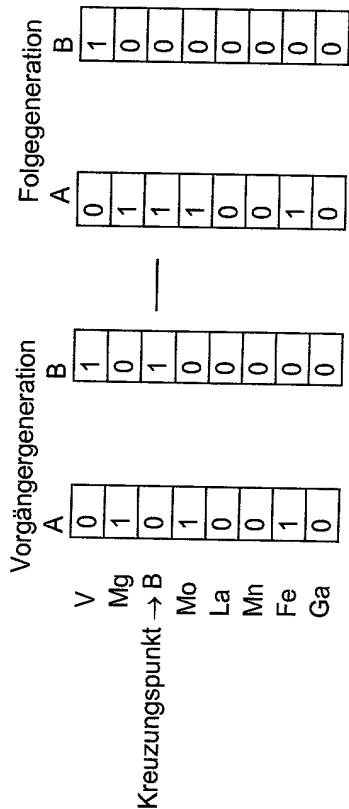 Vorgängergeneration Folgegeneration
A B A B
V 0 1 0 1
Mg 1 0 1 0
Kreuzungspunkt → B 0 1 — 1 0
Mo 1 0 1 0
La 0 0 0 0
Mn 0 0 0 0
Fe 1 0 1 0
Ga 0 0 0 0